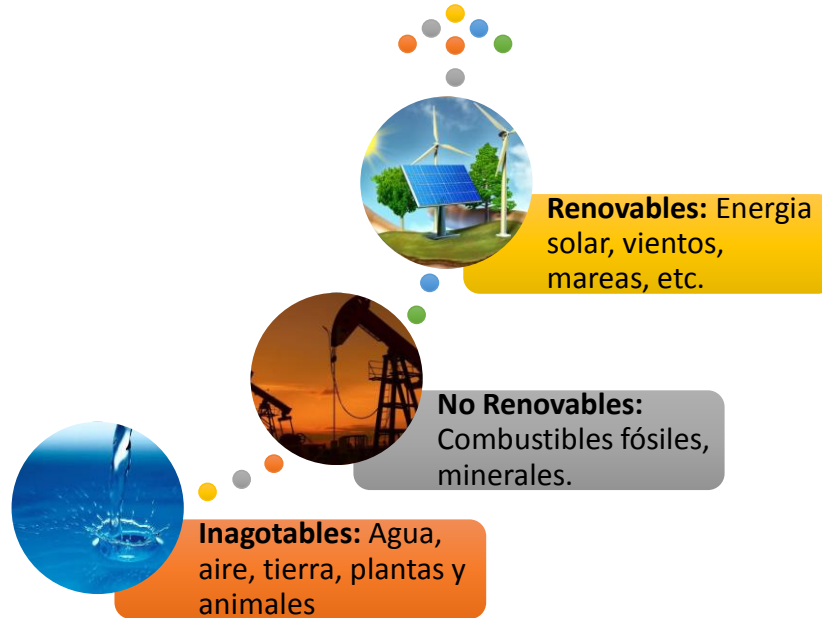 Renovables: Energia
solar, vientos,
mareas, etc.
No Renovables:
Combustibles fósiles,
minerales.
Inagotables: Agua,
aire, tierra, plantas y
animales